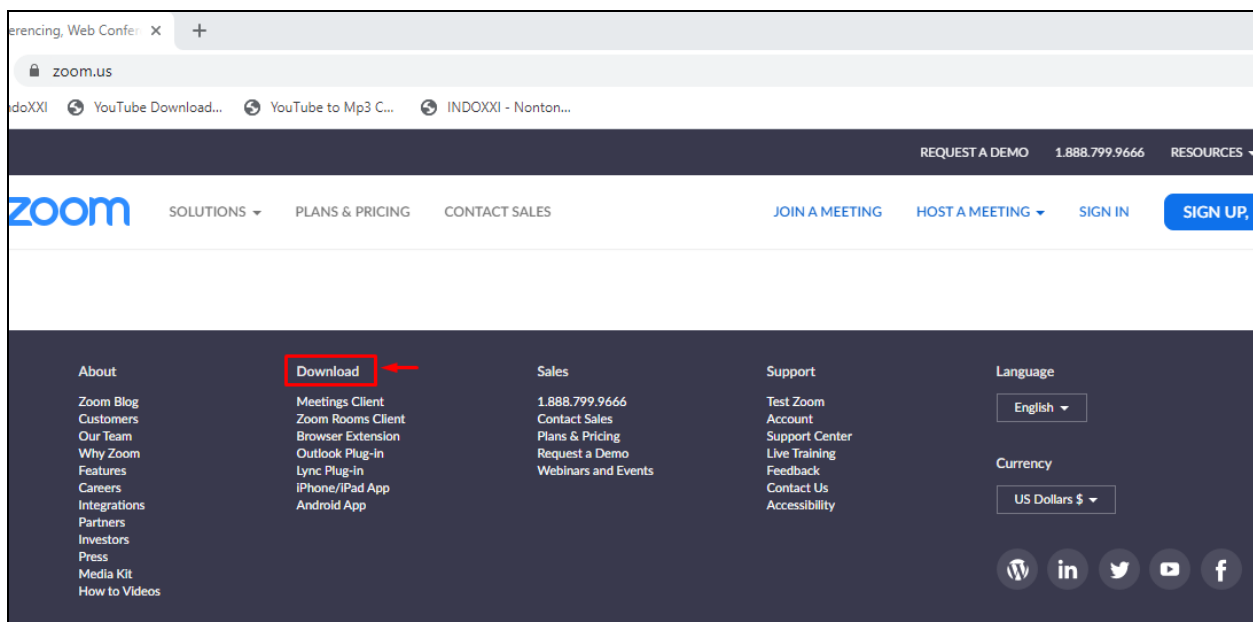 erencing, Web Confer
zoom.us
ndoXXI YouTube Download... YouTube to Mp3 C... INDOXXI - Nonton...
REQUEST A DEMO 1.888.799.9666 RESOURCES
zoom SOLUTIONS PLANS & PRICING CONTACT SALES JOIN A MEETING HOST A MEETING SIGN IN SIGN UP,
About
Zoom Blog
Customers
Our Team
Why Zoom
Features
Careers
Integrations
Partners
Investors
Press
Media Kit
How to Videos
Download
Meetings Client
Zoom Rooms Client
Browser Extension
Outlook Plug-in
Lync Plug-in
iPhone/iPad App
Android App
Sales
1.888.799.9666
Contact Sales
Plans & Pricing
Request a Demo
Webinars and Events
Support
Test Zoom
Account
Support Center
Live Training
Feedback
Contact Us
Accessibility
Language
English
Currency
US Dollars $